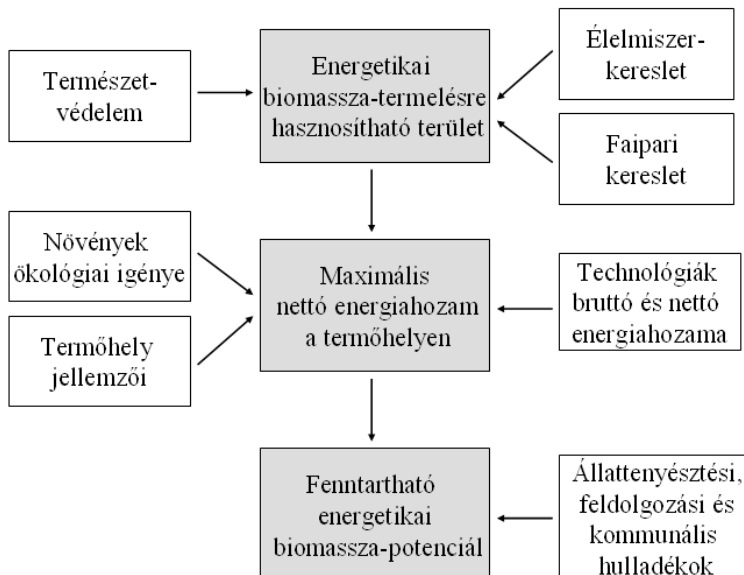 Természet-
védelem
Energetikai
biomassza-termelésre
hasznosítható terület
Élelmiszer-
kereslet
Faipari
kereslet
Növények
ökológiai igénye
Termőhely
jellemzői
Maximális
nettó energiahozam
a termőhelyen
Technológiák
bruttó és nettó
energiahozama
Fenntartható
energetikai
biomassza-potenciál
Állattenyésztési,
feldolgozási és
kommunális
hulladékok